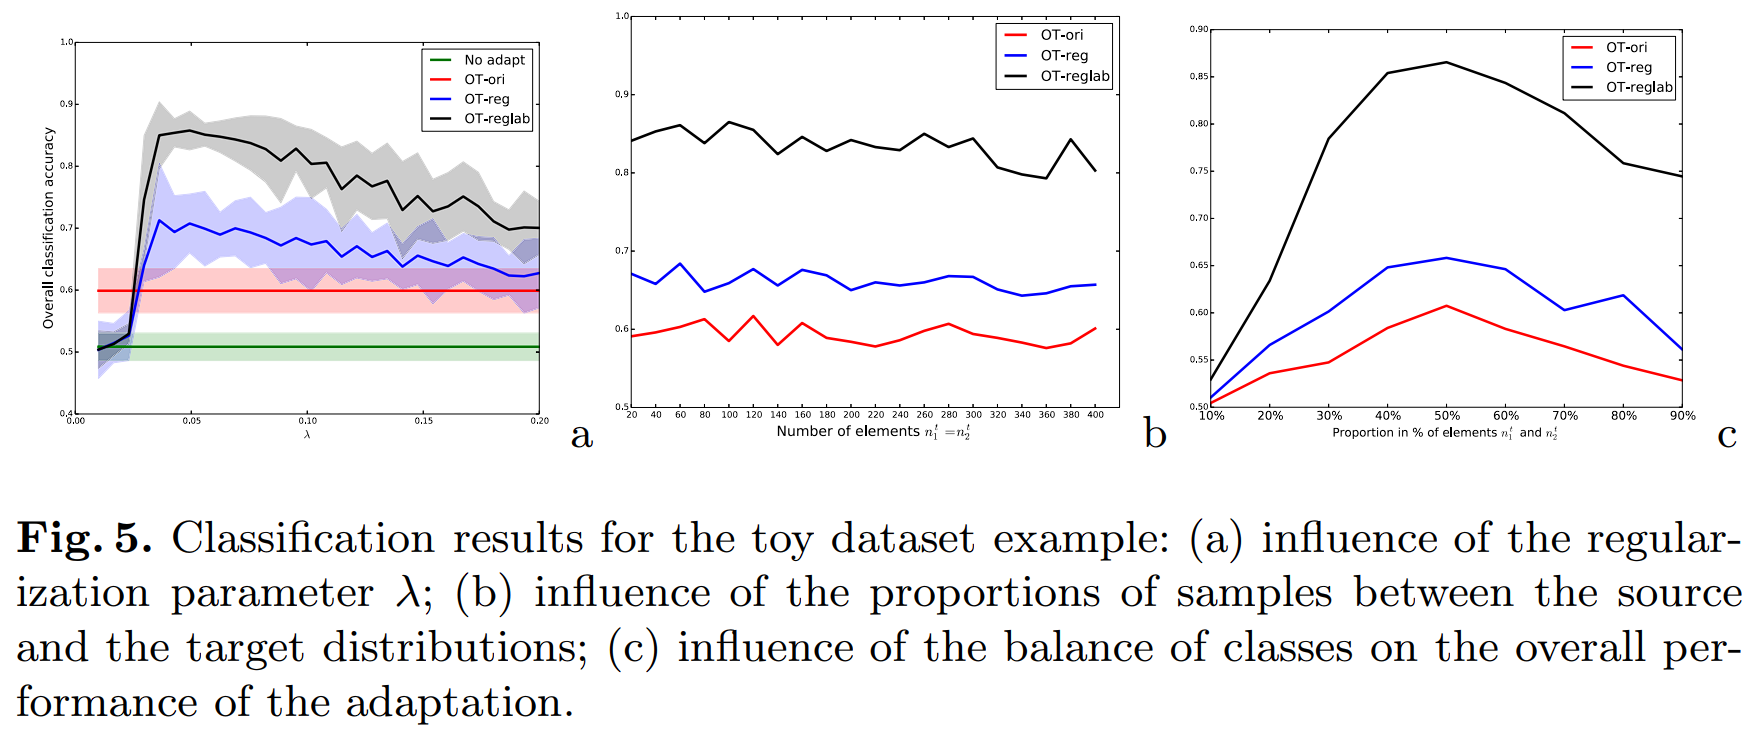 1.0
0.9
0.8
0.7
0.6
0.5
0.4
Overall classification accuracy
No adapt
OT-ori
OT-reg
OT-reglab
0.00 0.05 0.10 0.15 0.20
λ
a
1.0
0.9
0.8
0.7
0.6
0.5
OT-ori
OT-reg
OT-reglab
20 40 60 80 100 120 140 160 180 200 220 240 260 280 300 320 340 360 380 400
Number of elements n₁ᵗ =n₂ᵗ
b
0.90
0.85
0.80
0.75
0.70
0.65
0.60
0.55
0.50
OT-ori
OT-reg
OT-reglab
10% 20% 30% 40% 50% 60% 70% 80% 90%
Proportion in % of elements n₁ᵗ and n₂ᵗ
c
Fig. 5. Classification results for the toy dataset example: (a) influence of the regular-
ization parameter λ; (b) influence of the proportions of samples between the source
and the target distributions; (c) influence of the balance of classes on the overall per-
formance of the adaptation.